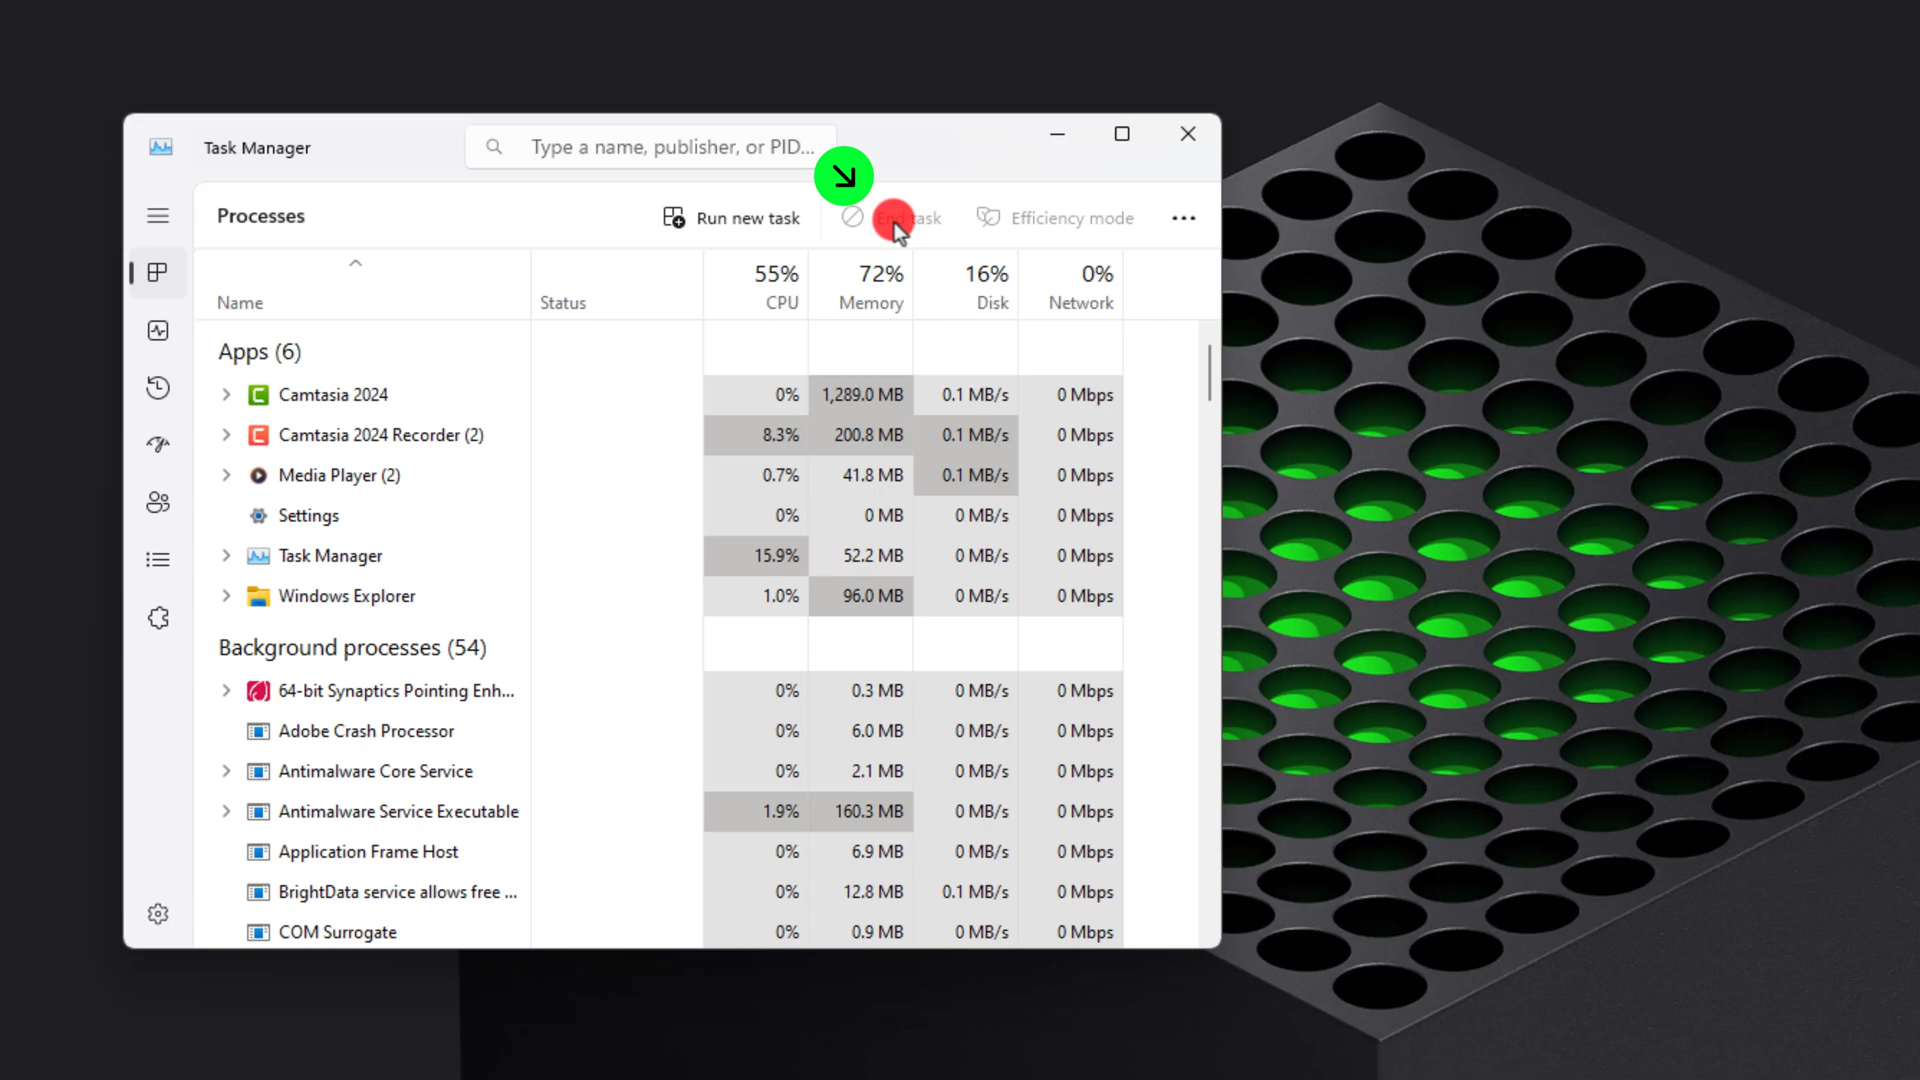 Task Manager
Type a name, publisher, or PID...
Processes
Run new task
End task
Efficiency mode
55% 72% 16% 0%
Name Status CPU Memory Disk Network
Apps (6)
Camtasia 2024 0% 1,289.0 MB 0.1 MB/s 0 Mbps
Camtasia 2024 Recorder (2) 8.3% 200.8 MB 0.1 MB/s 0 Mbps
Media Player (2) 0.7% 41.8 MB 0.1 MB/s 0 Mbps
Settings 0% 0 MB 0 MB/s 0 Mbps
Task Manager 15.9% 52.2 MB 0 MB/s 0 Mbps
Windows Explorer 1.0% 96.0 MB 0 MB/s 0 Mbps
Background processes (54)
64-bit Synaptics Pointing Enh... 0% 0.3 MB 0 MB/s 0 Mbps
Adobe Crash Processor 0% 6.0 MB 0 MB/s 0 Mbps
Antimalware Core Service 0% 2.1 MB 0 MB/s 0 Mbps
Antimalware Service Executable 1.9% 160.3 MB 0 MB/s 0 Mbps
Application Frame Host 0% 6.9 MB 0 MB/s 0 Mbps
BrightData service allows free ... 0% 12.8 MB 0.1 MB/s 0 Mbps
COM Surrogate 0% 0.9 MB 0 MB/s 0 Mbps